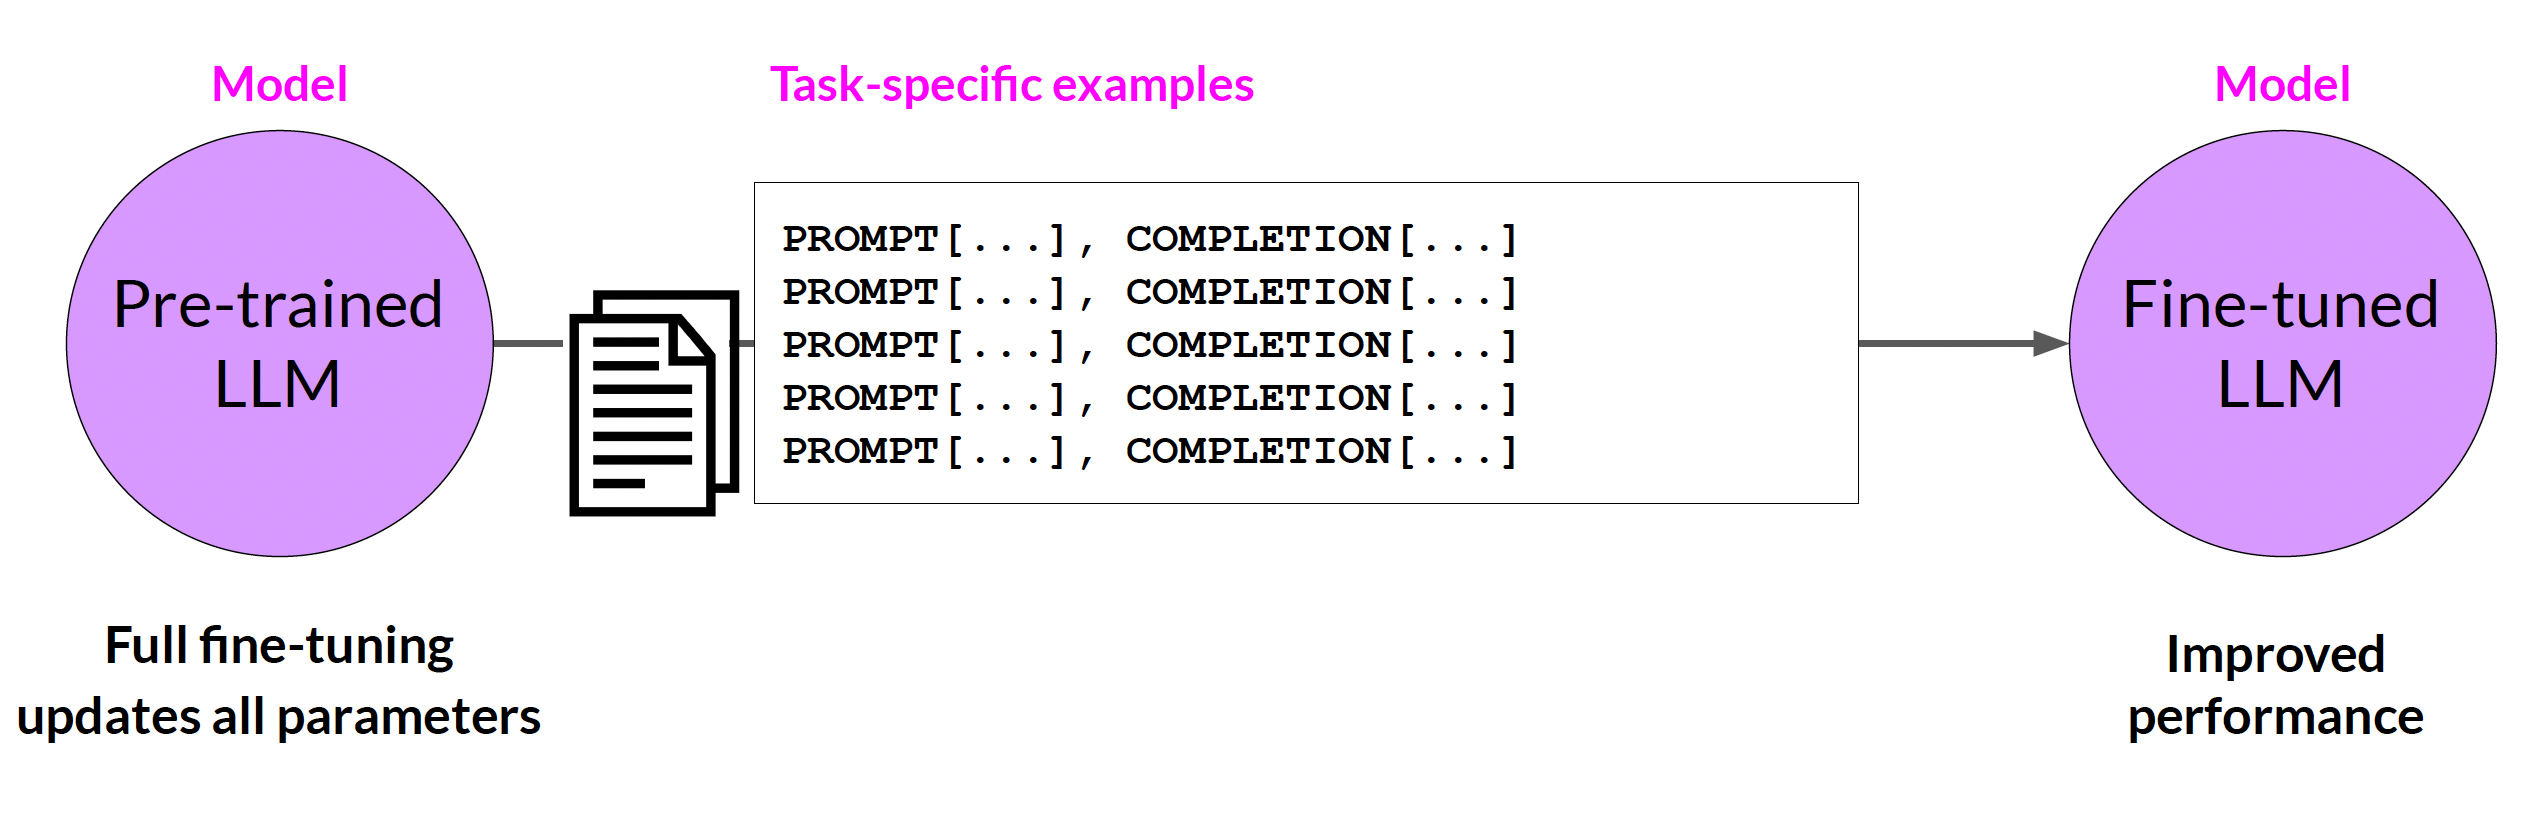 Model
Pre-trained
LLM
Full fine-tuning
updates all parameters
Task-specific examples
PROMPT[...], COMPLETION[...]
PROMPT[...], COMPLETION[...]
PROMPT[...], COMPLETION[...]
PROMPT[...], COMPLETION[...]
PROMPT[...], COMPLETION[...]
Model
Fine-tuned
LLM
Improved
performance